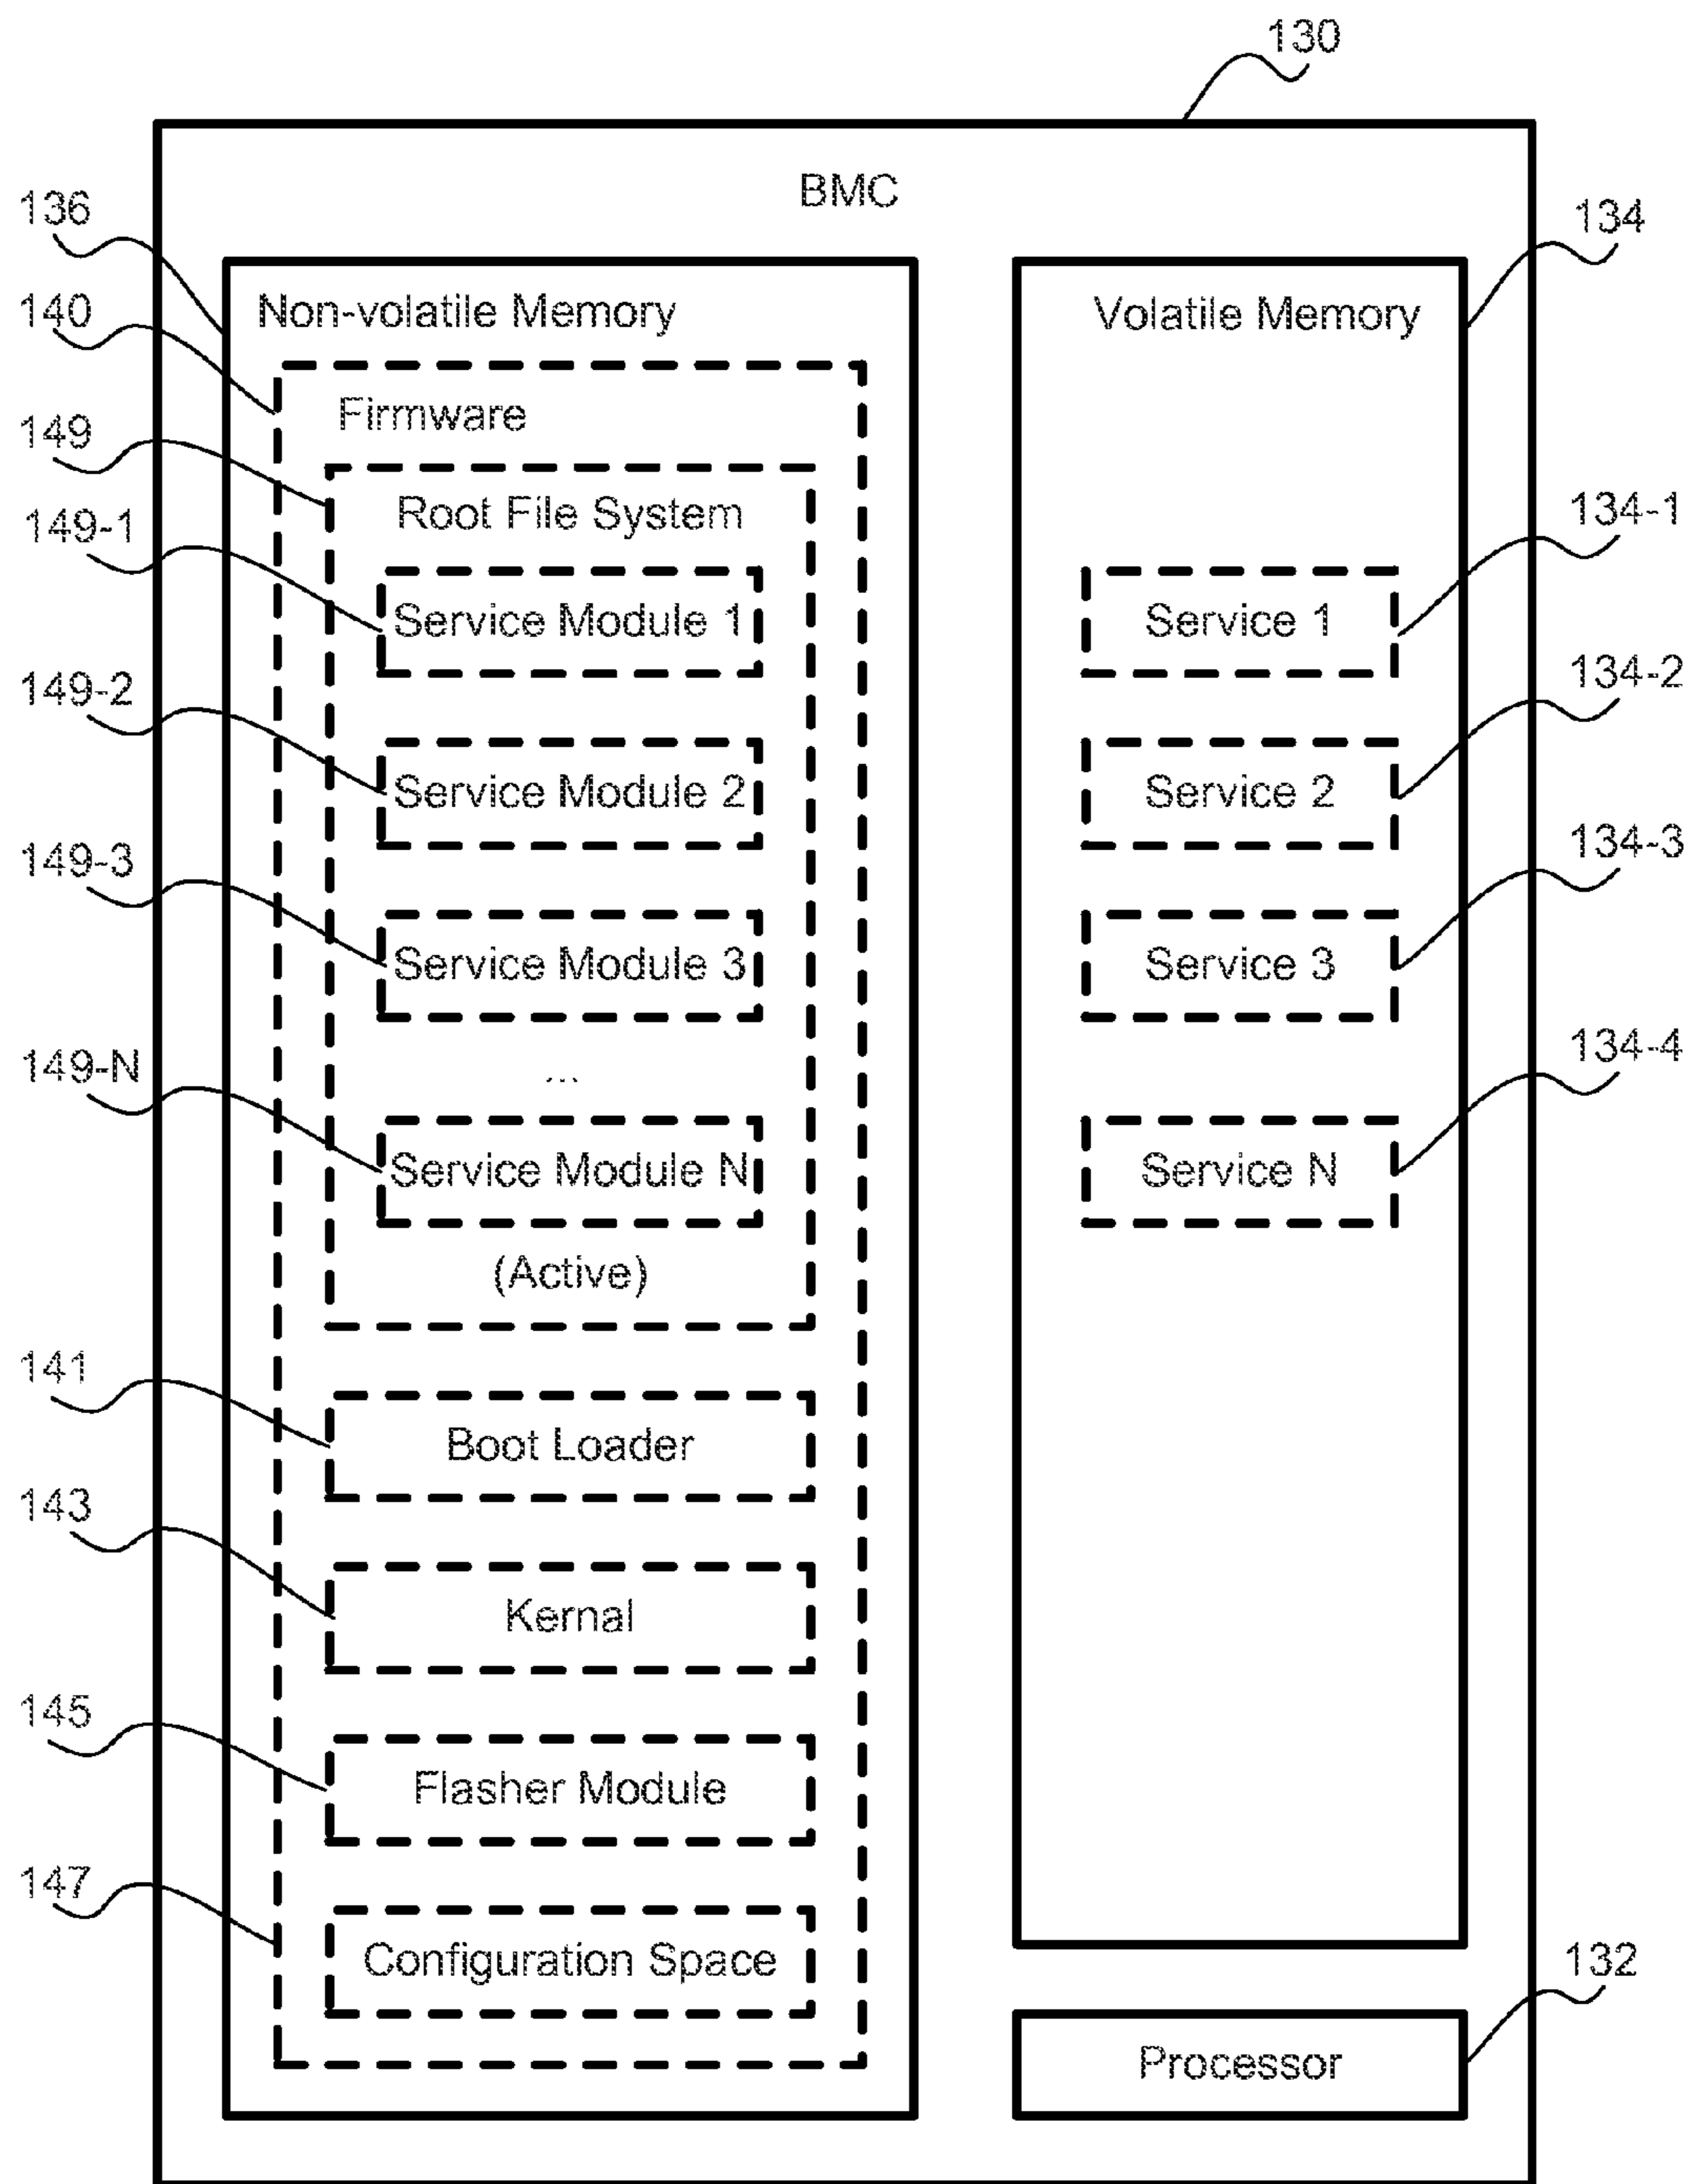 130
BMC
136
134
140
Non-volatile Memory
Volatile Memory
Firmware
149
Root File System
149-1
134-1
Service Module 1
Service 1
149-2
134-2
Service Module 2
Service 2
149-3
134-3
Service Module 3
Service 3
149-N
134-4
...
Service Module N
Service N
(Active)
141
Boot Loader
143
Kernal
145
Flasher Module
147
Configuration Space
132
Processor